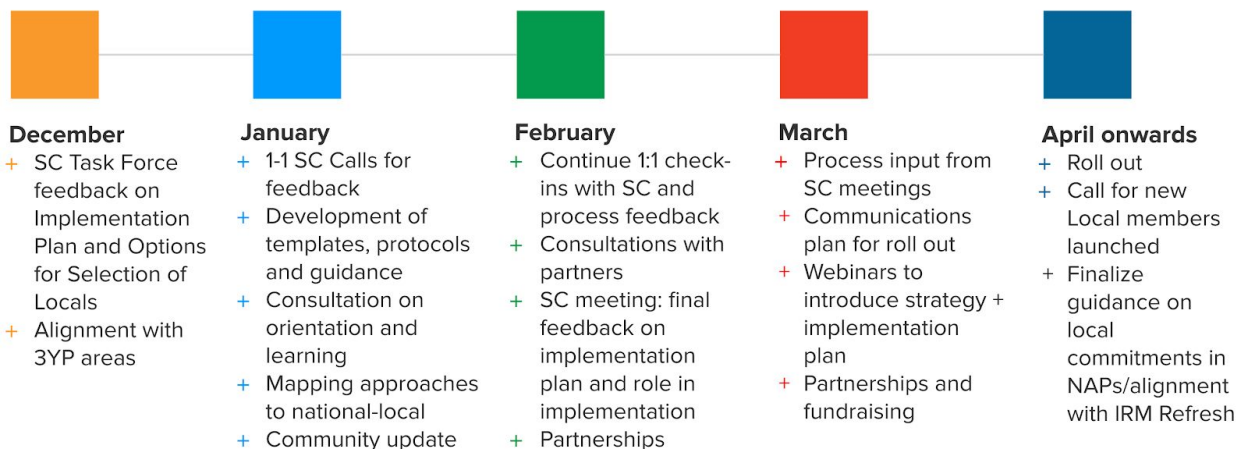 December
+ SC Task Force
feedback on
Implementation
Plan and Options
for Selection of
Locals
+ Alignment with
3YP areas
January
+ 1-1 SC Calls for
feedback
+ Development of
templates, protocols
and guidance
+ Consultation on
orientation and
learning
+ Mapping approaches
to national-local
+ Community update
February
+ Continue 1:1 check-
ins with SC and
process feedback
+ Consultations with
partners
+ SC meeting: final
feedback on
implementation
plan and role in
implementation
+ Partnerships
March
+ Process input from
SC meetings
+ Communications
plan for roll out
+ Webinars to
introduce strategy +
implementation
plan
+ Partnerships and
fundraising
April onwards
+ Roll out
+ Call for new
Local members
launched
+ Finalize
guidance on
local
commitments in
NAPs/alignment
with IRM Refresh